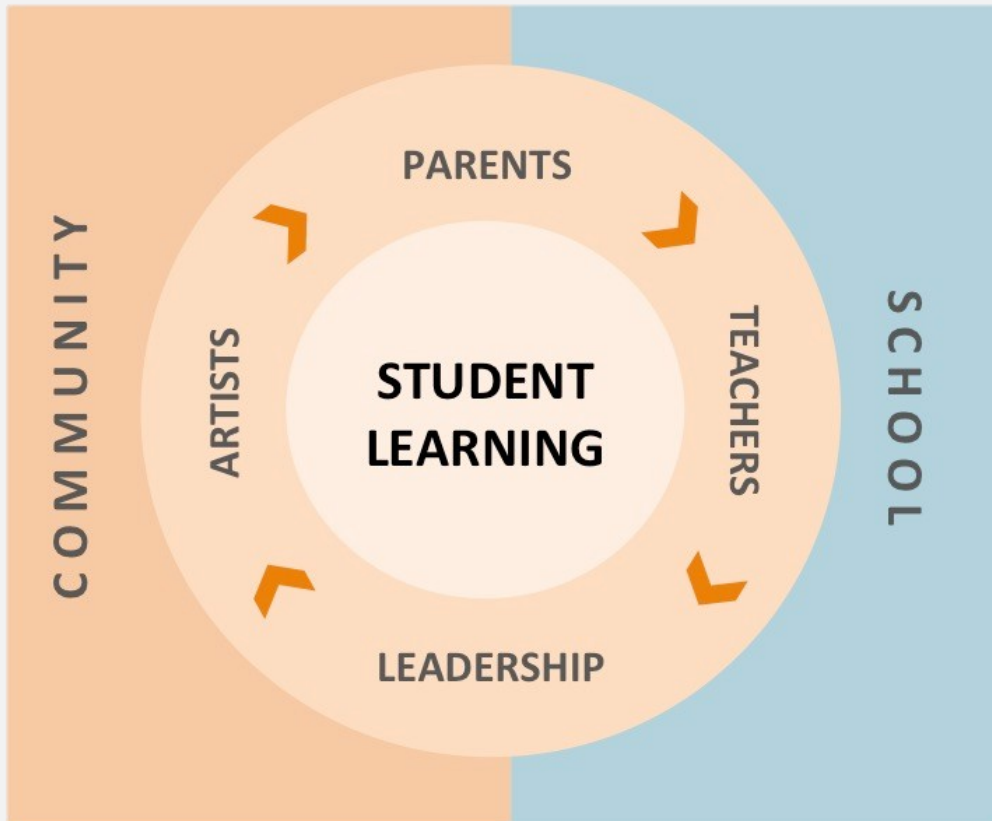 PARENTS
COMMUNITY
ARTISTS
STUDENT
LEARNING
TEACHERS
SCHOOL
LEADERSHIP